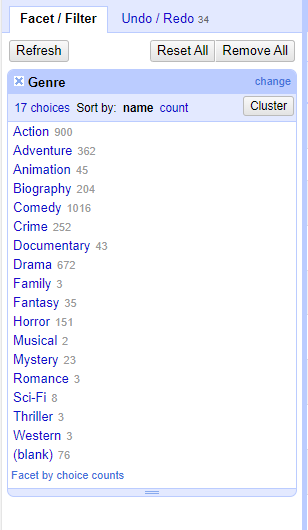 Facet / Filter Undo / Redo 34
Refresh Reset All Remove All
Genre change
17 choices Sort by: name count Cluster
Action 900
Adventure 362
Animation 45
Biography 204
Comedy 1016
Crime 252
Documentary 43
Drama 672
Family 3
Fantasy 35
Horror 151
Musical 2
Mystery 23
Romance 3
Sci-Fi 8
Thriller 3
Western 3
(blank) 76
Facet by choice counts